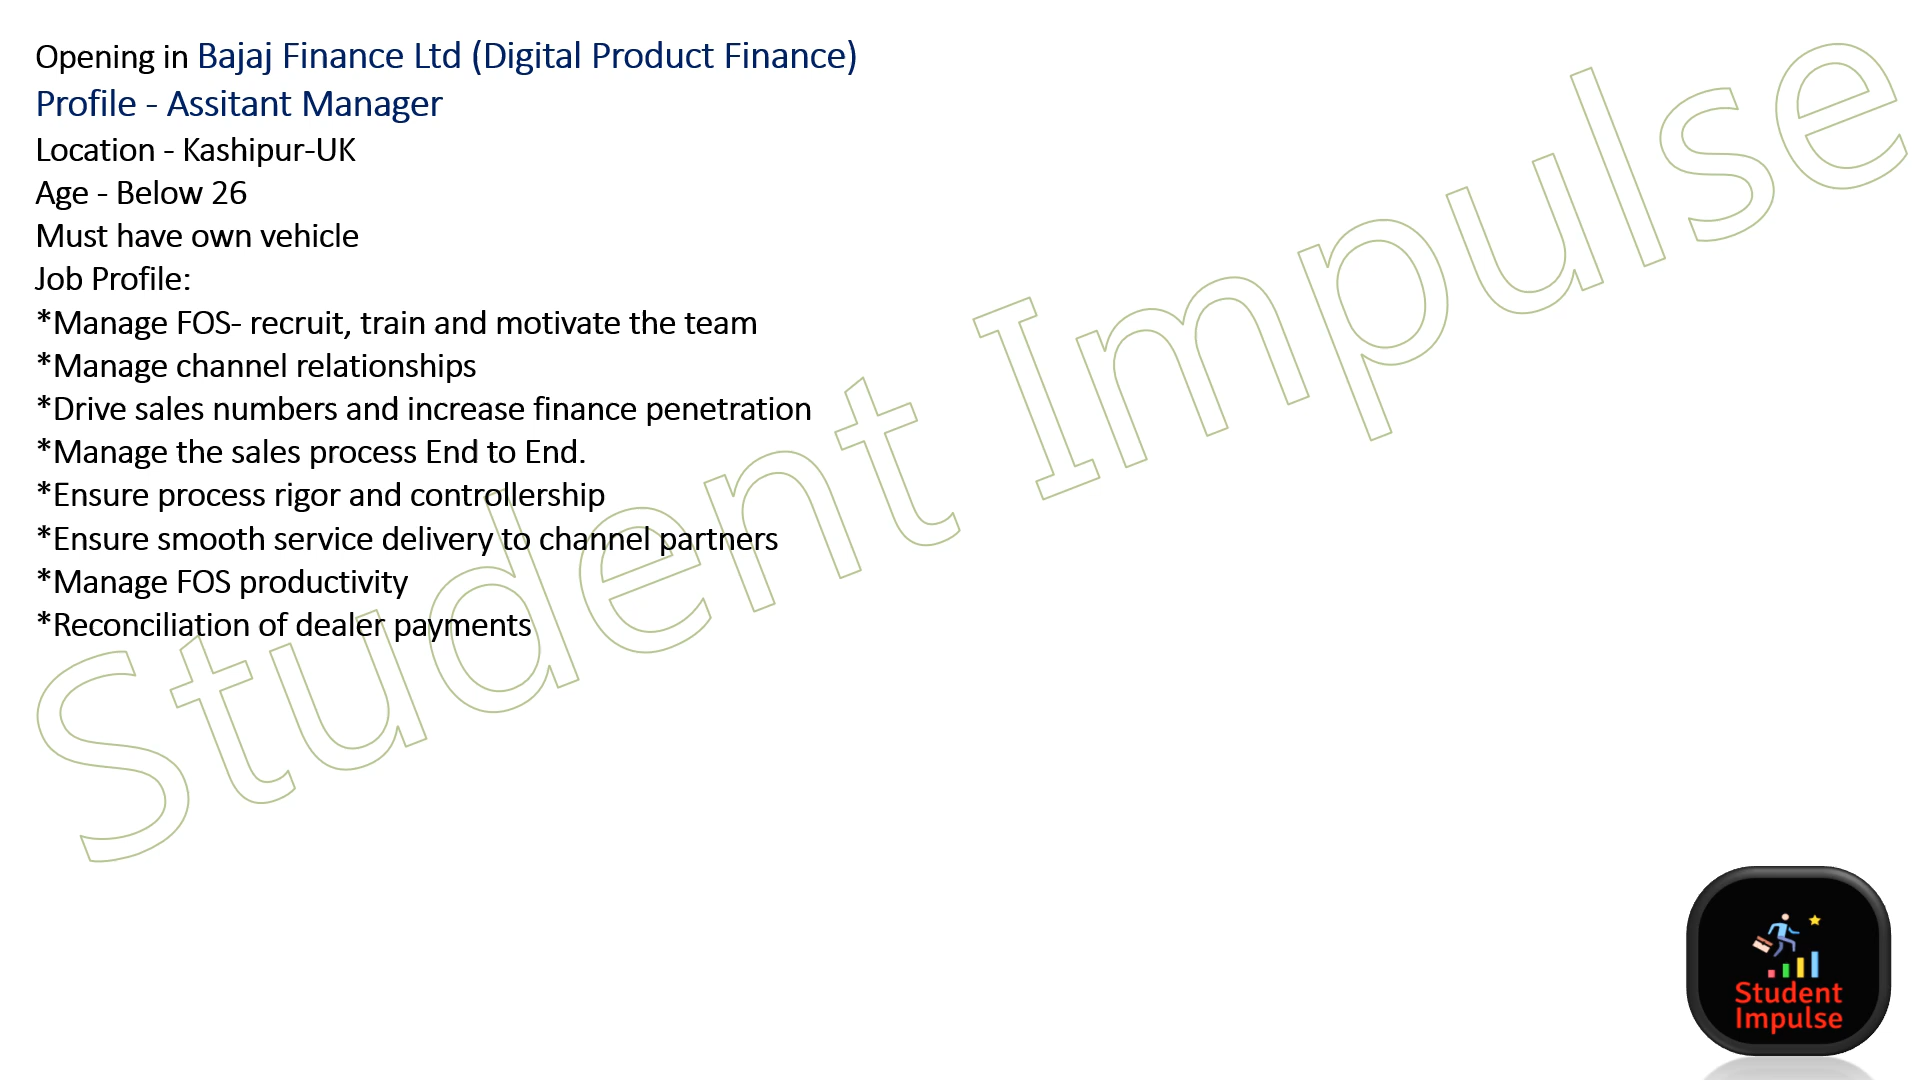 Opening in Bajaj Finance Ltd (Digital Product Finance)
Profile - Assitant Manager
Location - Kashipur-UK
Age - Below 26
Must have own vehicle
Job Profile:
*Manage FOS- recruit, train and motivate the team
*Manage channel relationships
*Drive sales numbers and increase finance penetration
*Manage the sales process End to End.
*Ensure process rigor and controllership
*Ensure smooth service delivery to channel partners
*Manage FOS productivity
*Reconciliation of dealer payments
Student Impulse
Student
Impulse